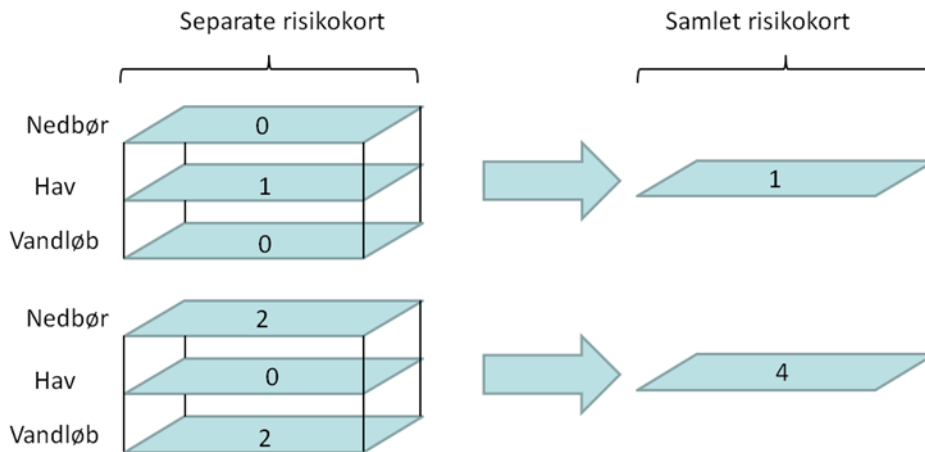 Separate risikokort
Samlet risikokort
Nedbør 0
Hav 1
Vandløb 0
1
Nedbør 2
Hav 0
Vandløb 2
4